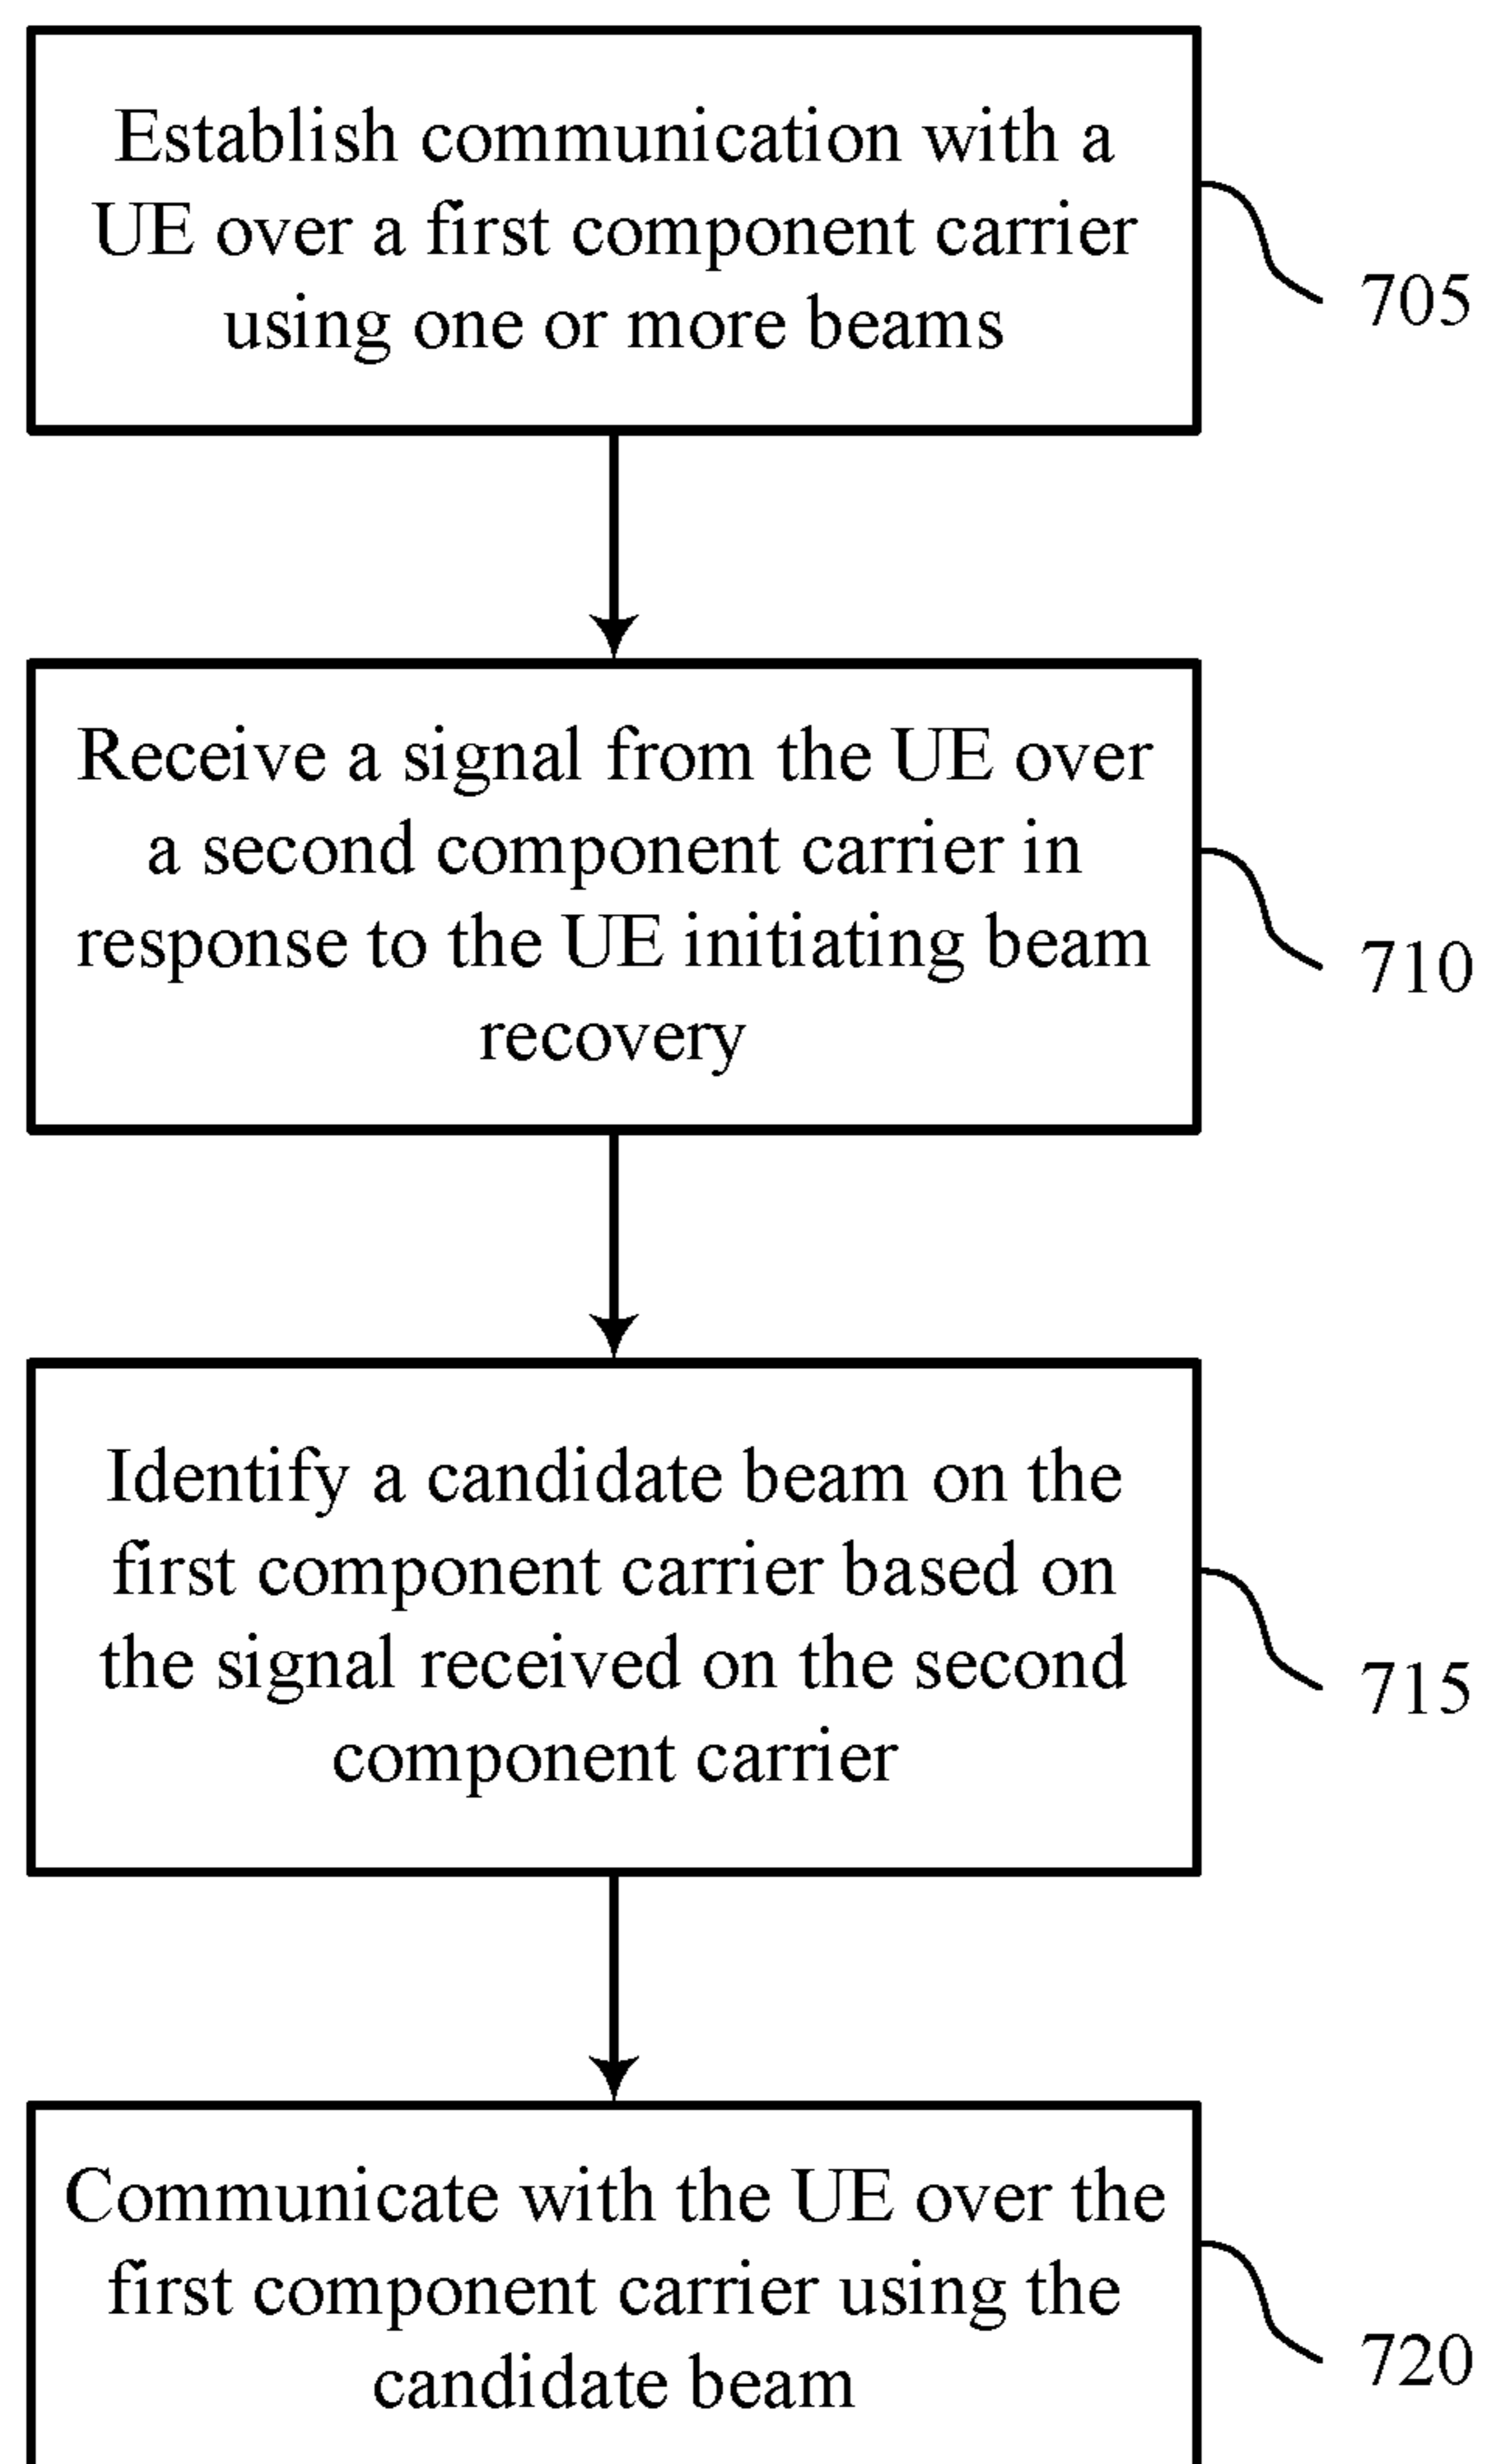 Establish communication with a
UE over a first component carrier
using one or more beams
705
Receive a signal from the UE over
a second component carrier in
response to the UE initiating beam
recovery
710
Identify a candidate beam on the
first component carrier based on
the signal received on the second
component carrier
715
Communicate with the UE over the
first component carrier using the
candidate beam
720